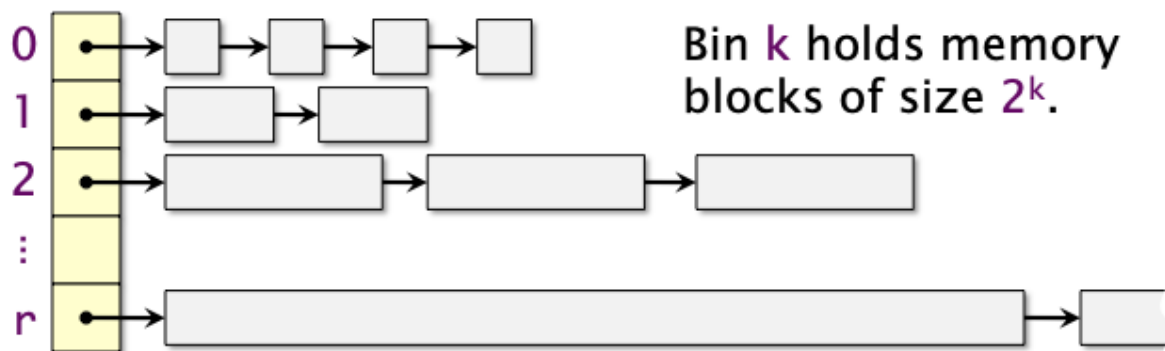 0
Bin k holds memory
blocks of size 2ᵏ.
1
2
⋮
r